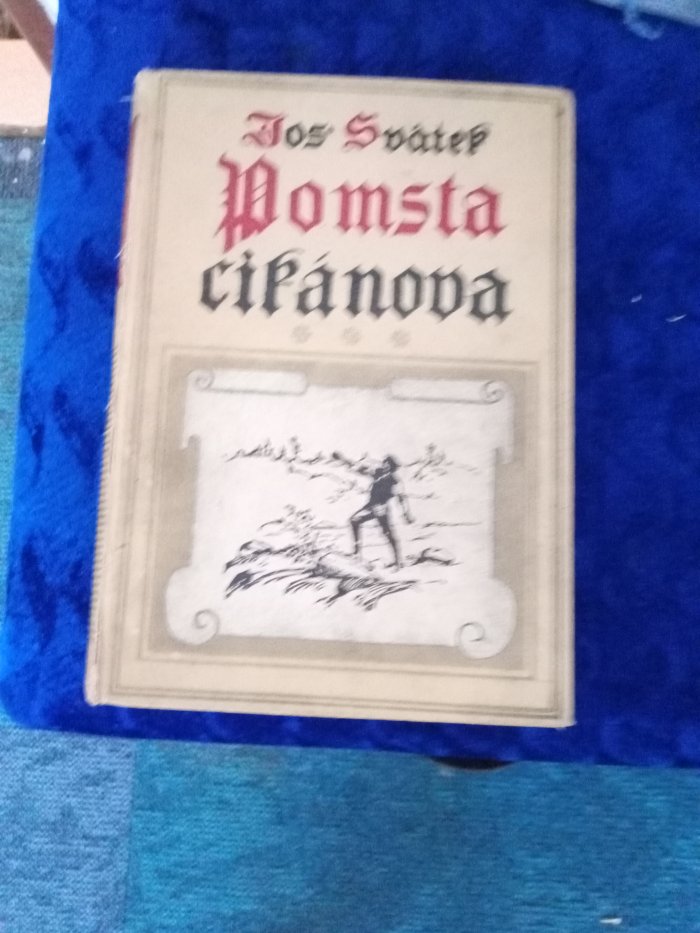 Jos Svátek
Pomsta
cikánova